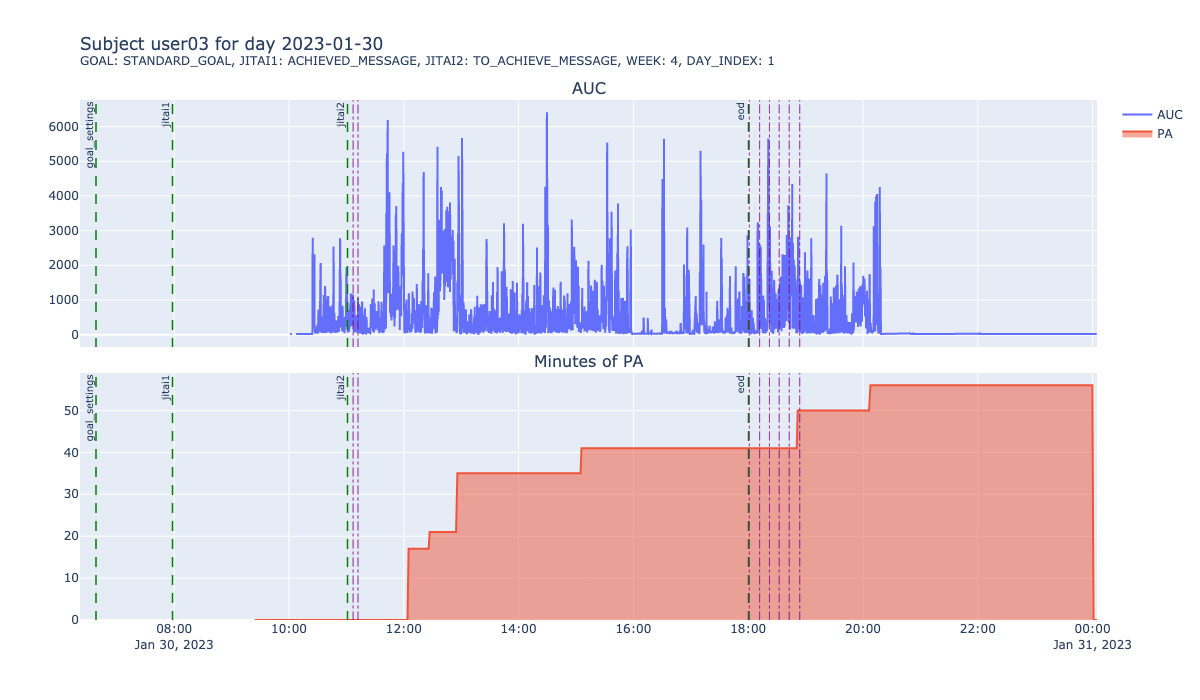 Subject user03 for day 2023-01-30
GOAL: STANDARD_GOAL, JITAI1: ACHIEVED_MESSAGE, JITAI2: TO_ACHIEVE_MESSAGE, WEEK: 4, DAY_INDEX: 1
AUC
goal_settings
jitai1
jitai2
eod
6000
5000
4000
3000
2000
1000
0
AUC
PA
Minutes of PA
goal_settings
jitai1
jitai2
eod
50
40
30
20
10
0
08:00 10:00 12:00 14:00 16:00 18:00 20:00 22:00 00:00
Jan 30, 2023 Jan 31, 2023